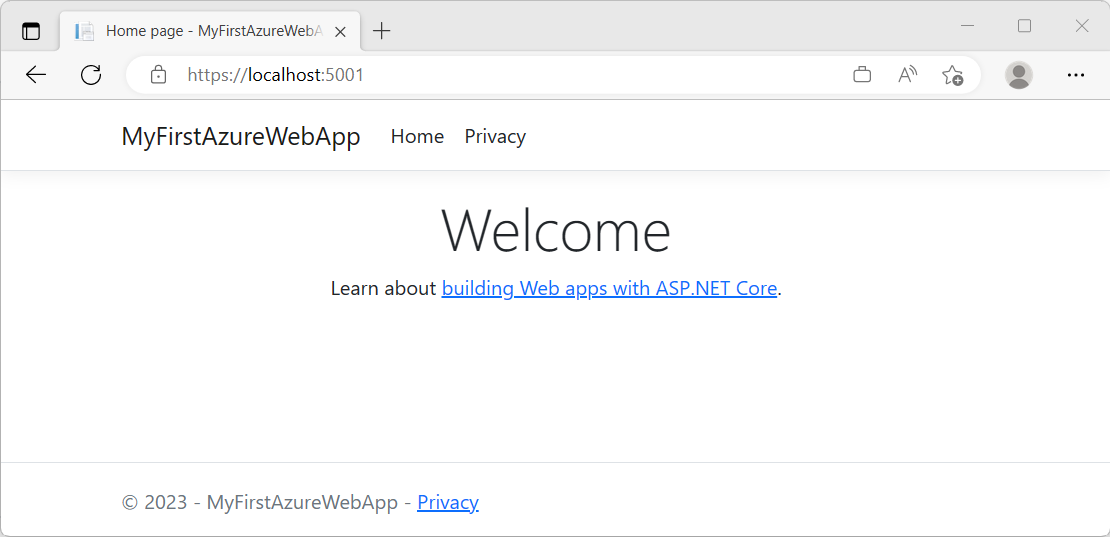 Home page - MyFirstAzureWebA
https://localhost:5001
MyFirstAzureWebApp Home Privacy
Welcome
Learn about building Web apps with ASP.NET Core.
© 2023 - MyFirstAzureWebApp - Privacy